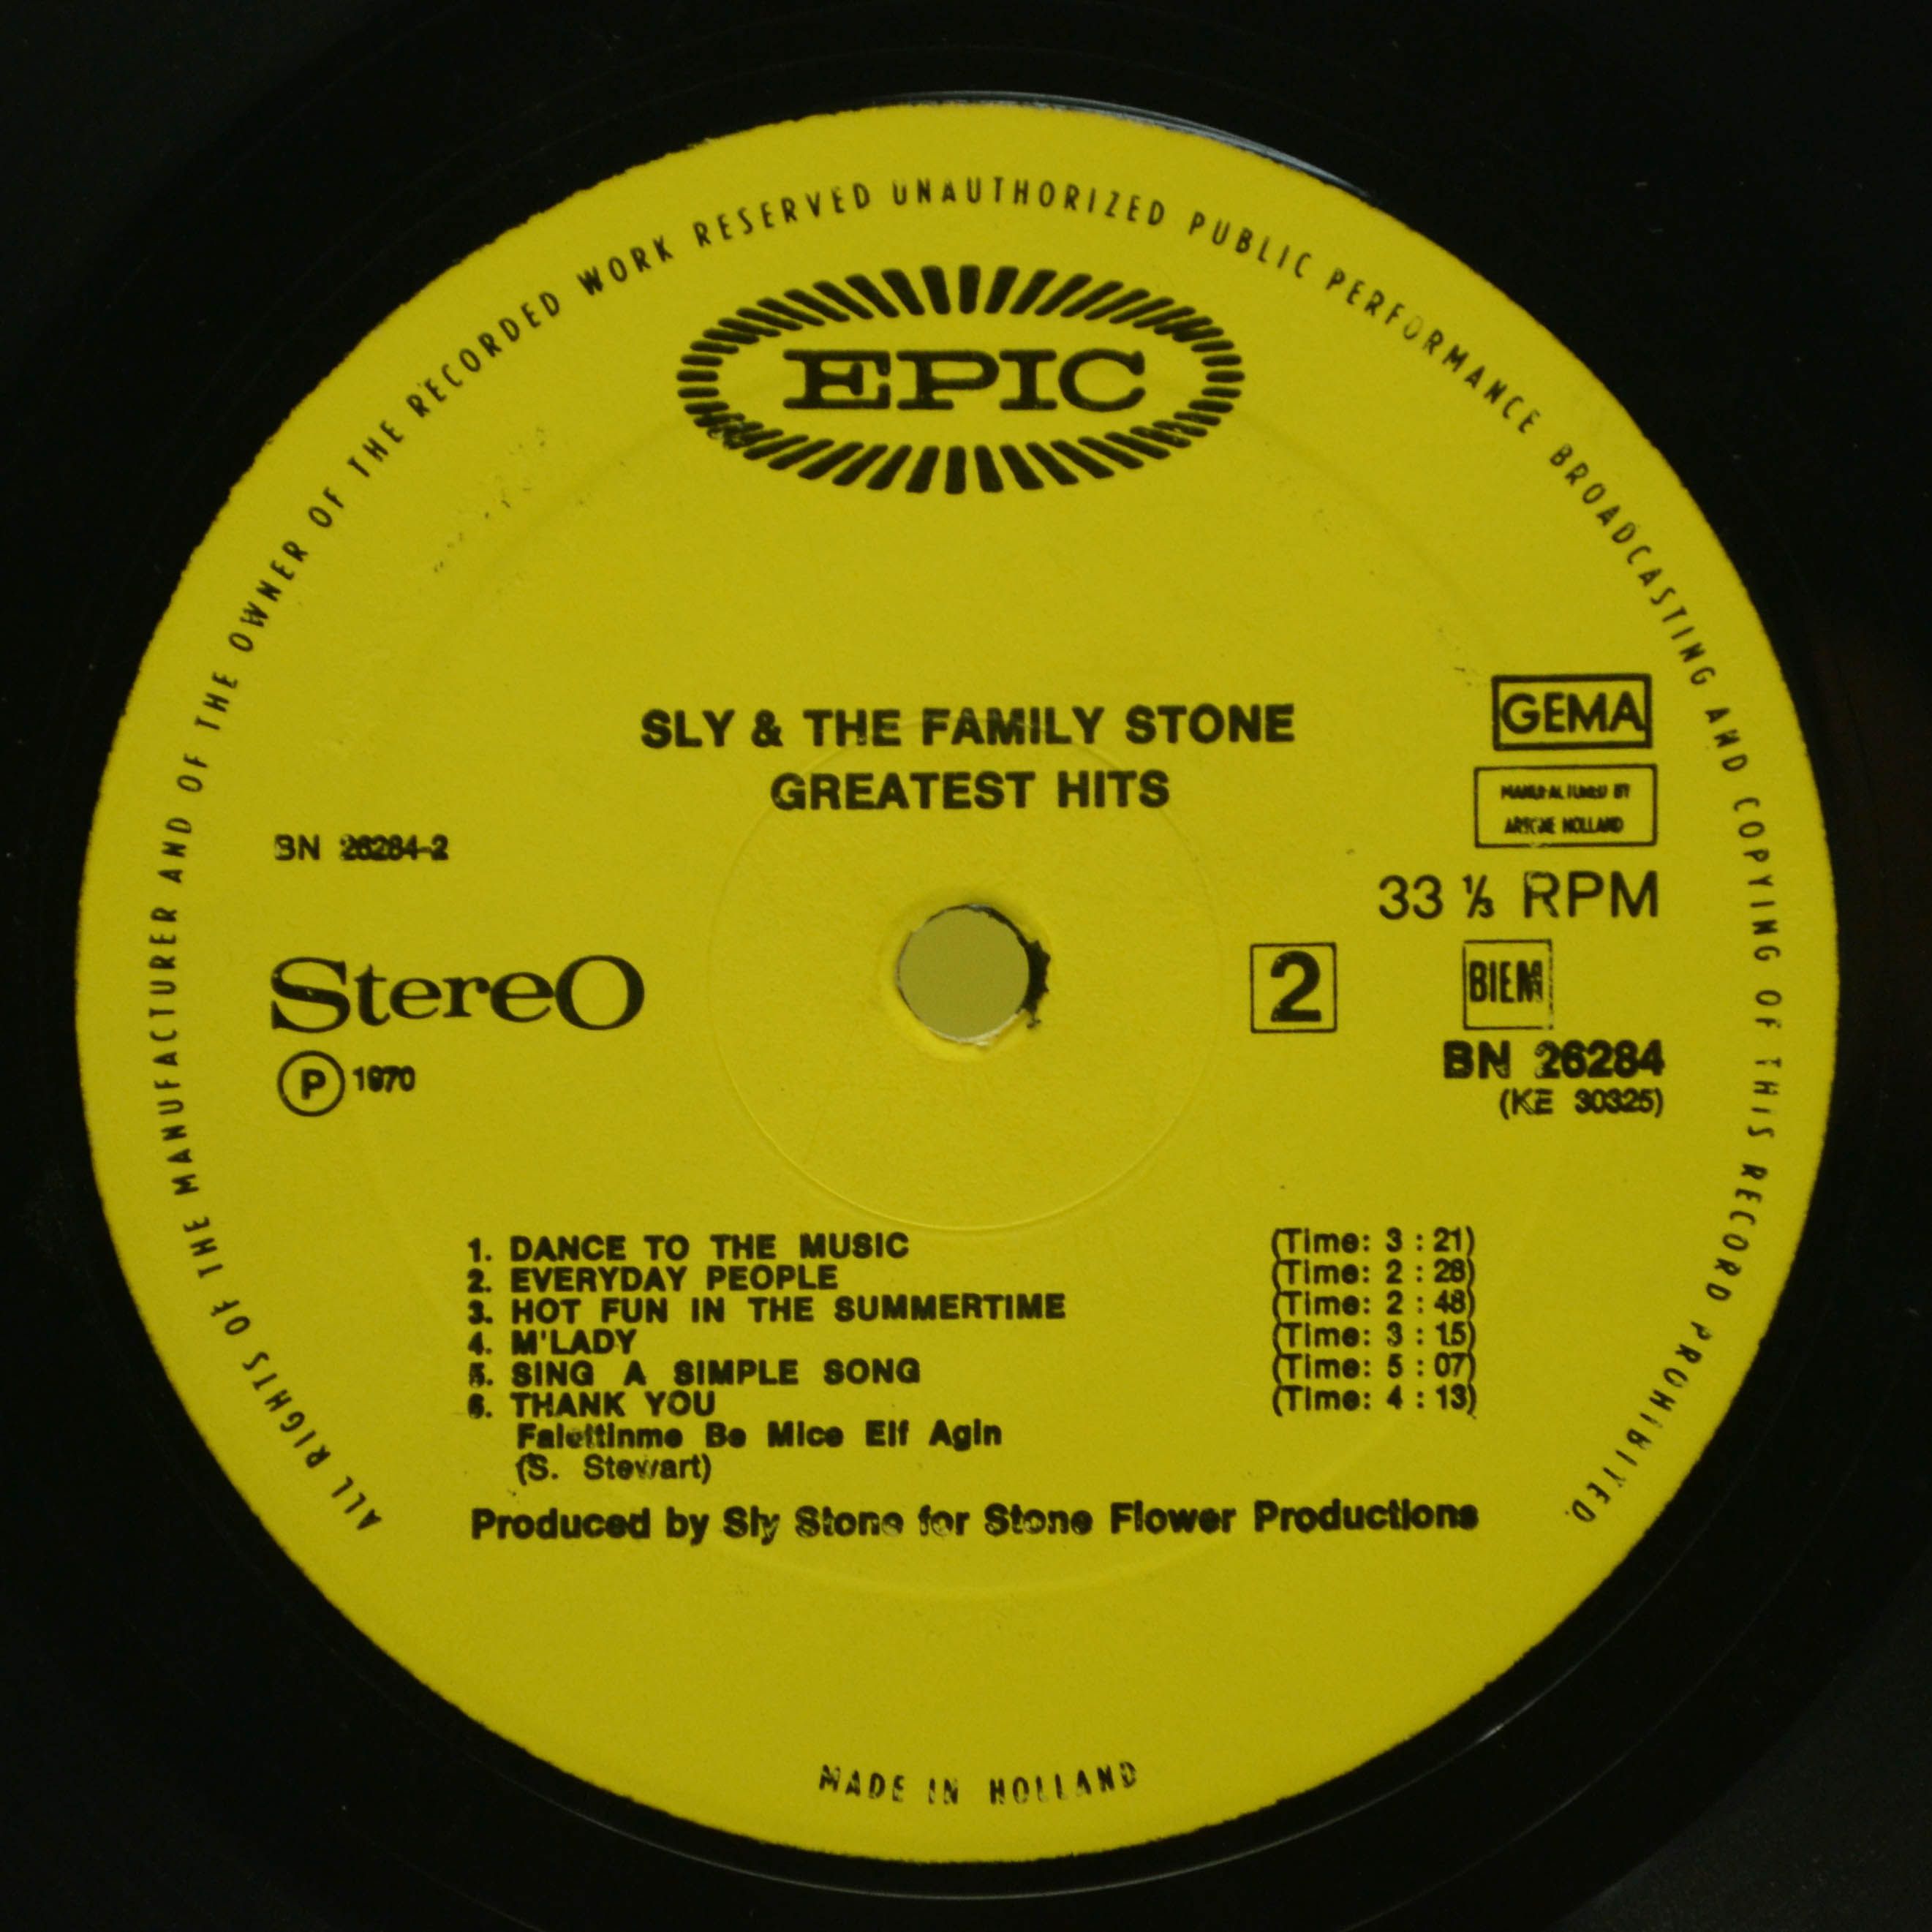 ALL RIGHTS OF THE MANUFACTURER AND OF THE OWNER OF THE RECORDED WORK RESERVED UNAUTHORIZED PUBLIC PERFORMANCE BROADCASTING AND COPYING OF THIS RECORD PROHIBITED.
EPIC
SLY & THE FAMILY STONE
GREATEST HITS
GEMA
MANUFACTURED BY
HOLLAND
BN 26284-2
33 ⅓ RPM
Stereo
2
BIEM
BN 26284
(KE 30325)
℗ 1970
1. DANCE TO THE MUSIC (Time: 3 : 21)
2. EVERYDAY PEOPLE (Time: 2 : 28)
3. HOT FUN IN THE SUMMERTIME (Time: 2 : 48)
4. M'LADY (Time: 3 : 15)
5. SING A SIMPLE SONG (Time: 5 : 07)
6. THANK YOU (Time: 4 : 13)
Falettinme Be Mice Elf Agin
(S. Stewart)
Produced by Sly Stone for Stone Flower Productions
MADE IN HOLLAND